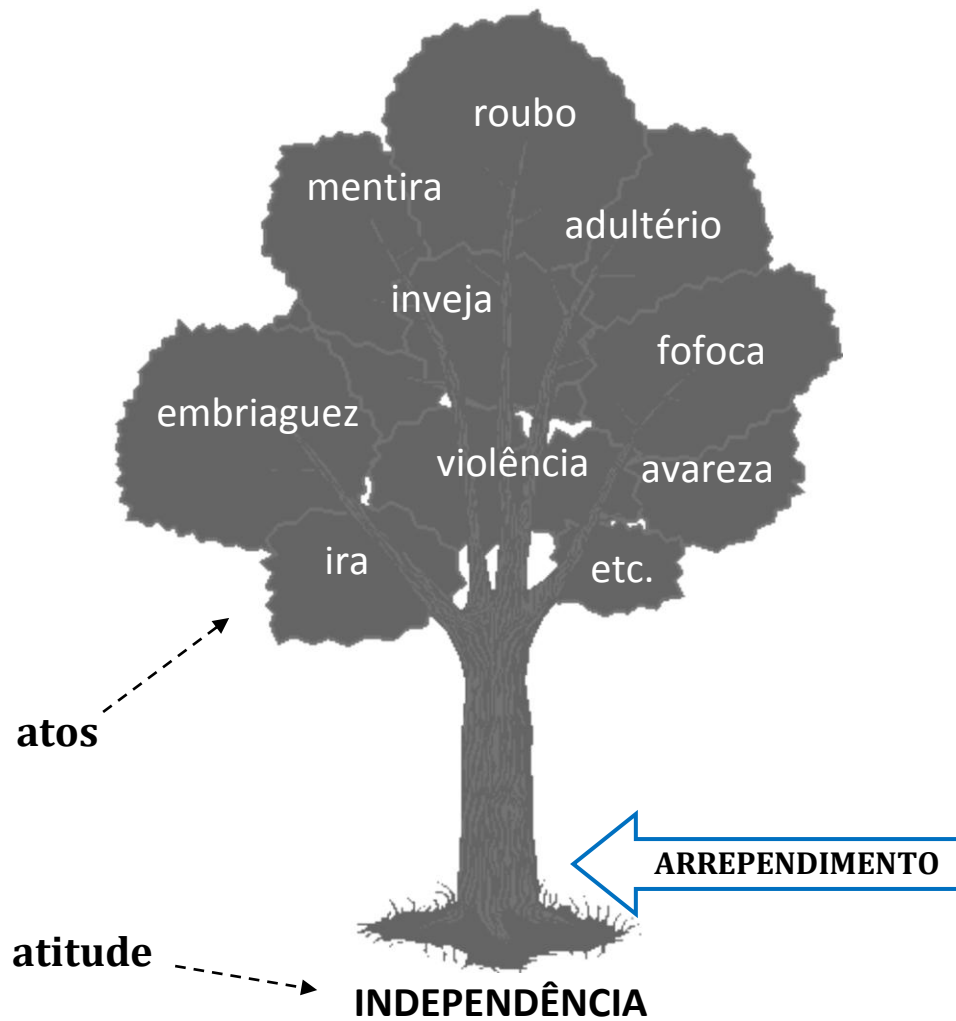 roubo
mentira
adultério
inveja
fofoca
embriaguez
violência
avareza
ira
etc.
atos
ARREPENDIMENTO
atitude
INDEPENDÊNCIA